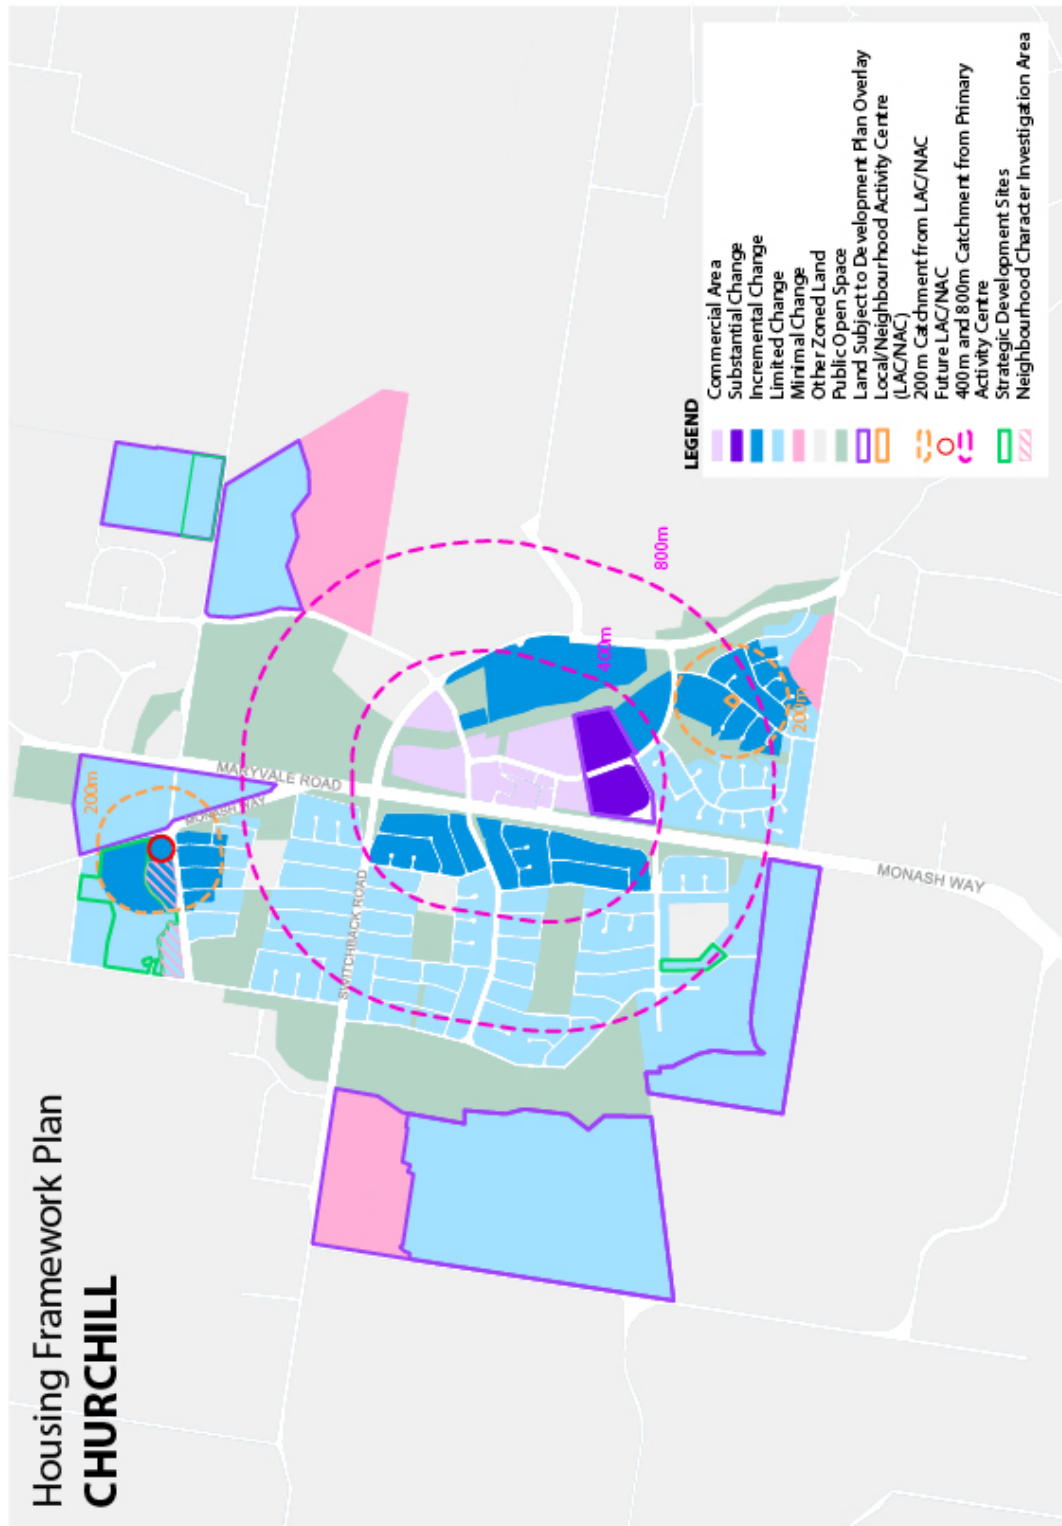 Housing Framework Plan
CHURCHILL
LEGEND
Commercial Area
Substantial Change
Incremental Change
Limited Change
Minimal Change
Other Zoned Land
Public Open Space
Land Subject to Development Plan Overlay
Local/Neighbourhood Activity Centre
(LAC/NAC)
200m Catchment from LAC/NAC
Future LAC/NAC
400m and 800m Catchment from Primary
Activity Centre
Strategic Development Sites
Neighbourhood Character Investigation Area
200m
MARYVALE ROAD
MONASH WAY
SWITCHBACK ROAD
400m
800m
200m
MONASH WAY